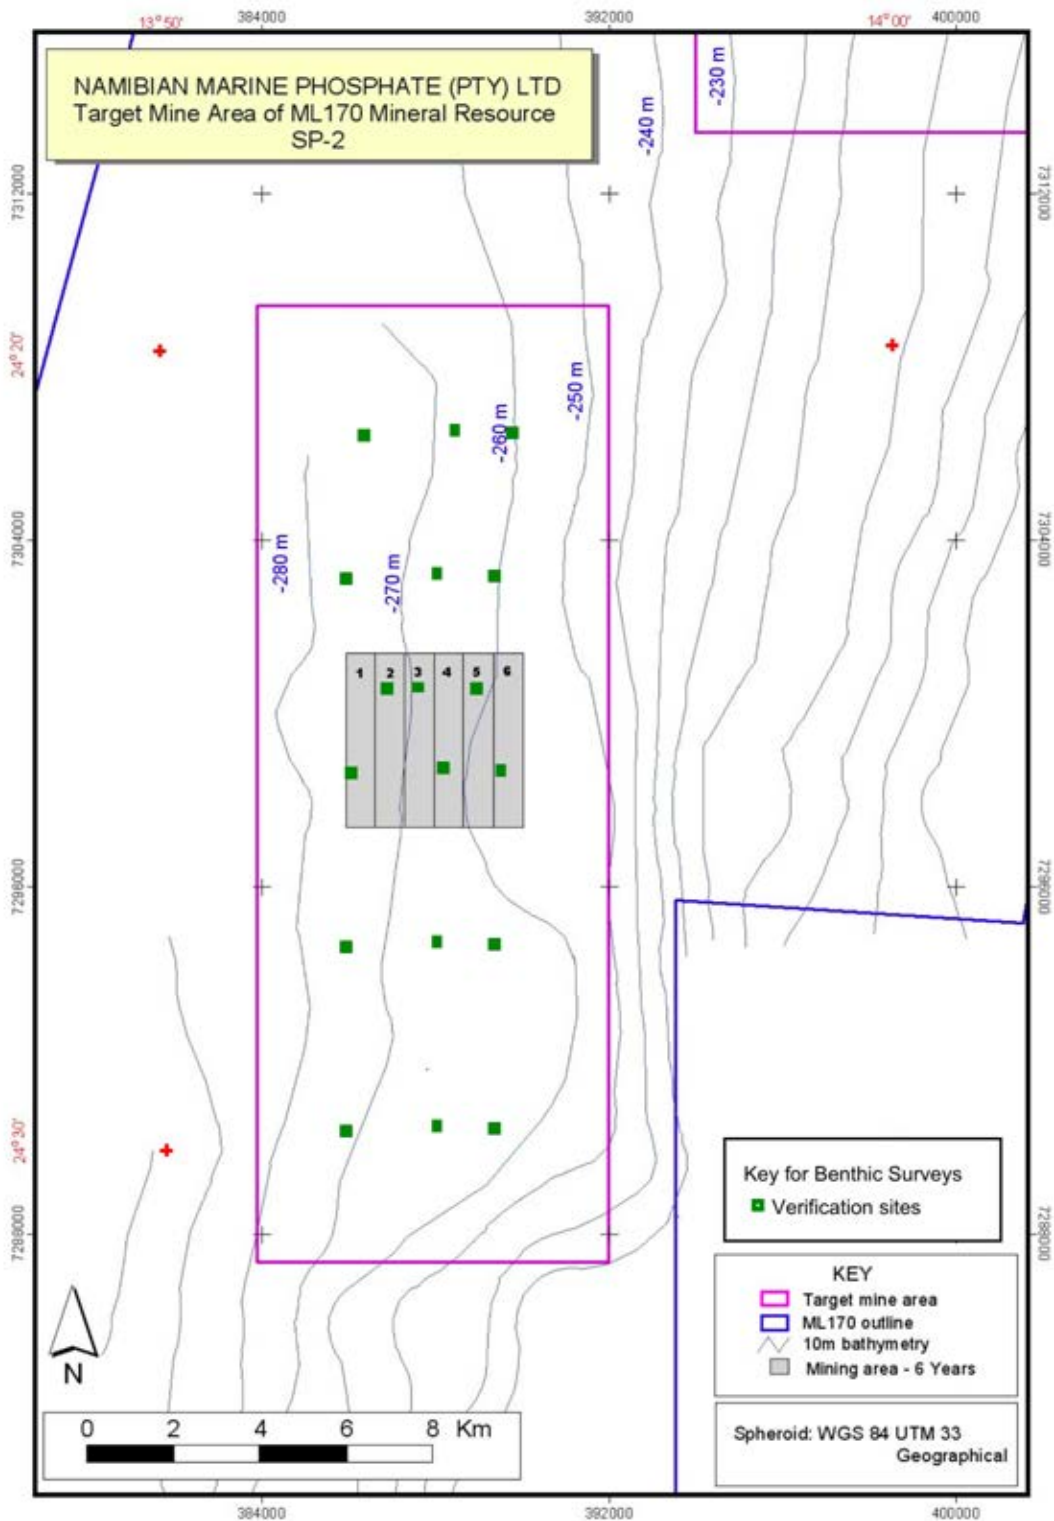 13°50'
384000
392000
14°00'
400000
NAMIBIAN MARINE PHOSPHATE (PTY) LTD
Target Mine Area of ML170 Mineral Resource
SP-2
-230 m
-240 m
7312000
7312000
24°20'
-250 m
-260 m
7304000
7304000
-280 m
-270 m
1 2 3 4 5 6
7296000
7296000
24°30'
Key for Benthic Surveys
Verification sites
7288000
7288000
KEY
Target mine area
ML170 outline
10m bathymetry
Mining area - 6 Years
N
0 2 4 6 8 Km
Spheroid: WGS 84 UTM 33
Geographical
384000
392000
400000